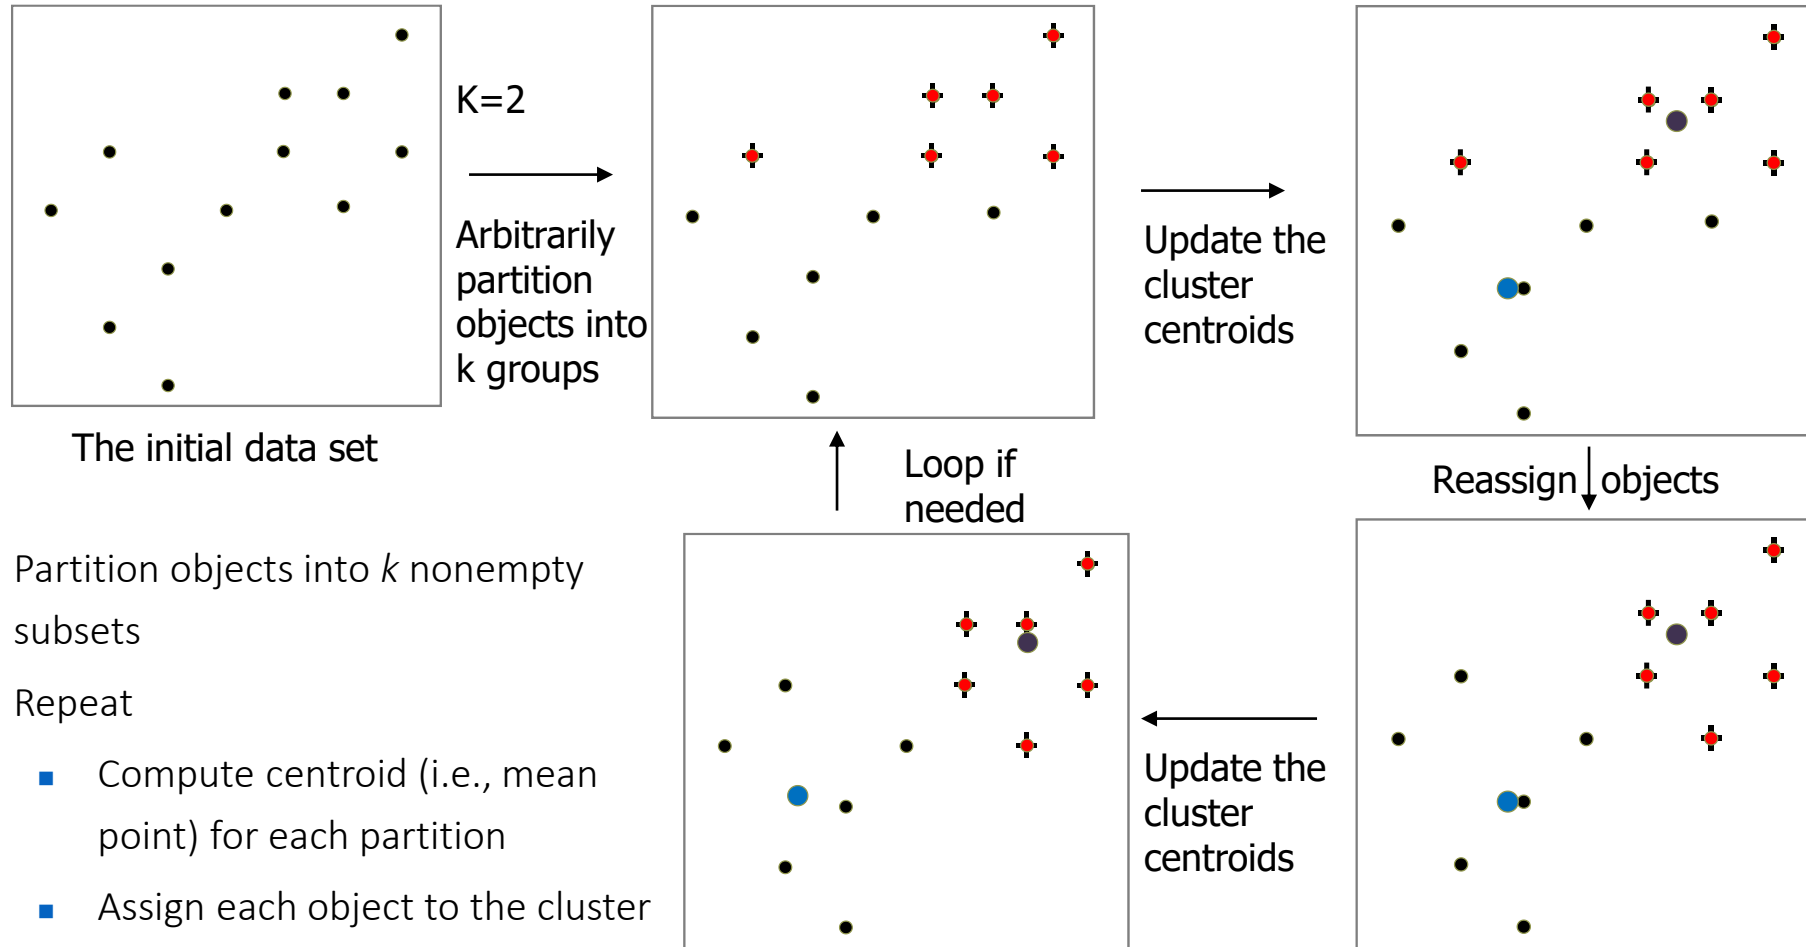 K=2
Arbitrarily
partition
objects into
k groups
Update the
cluster
centroids
The initial data set
Loop if
needed
Reassign objects
Partition objects into k nonempty
subsets
Repeat
Compute centroid (i.e., mean
point) for each partition
Assign each object to the cluster
Update the
cluster
centroids